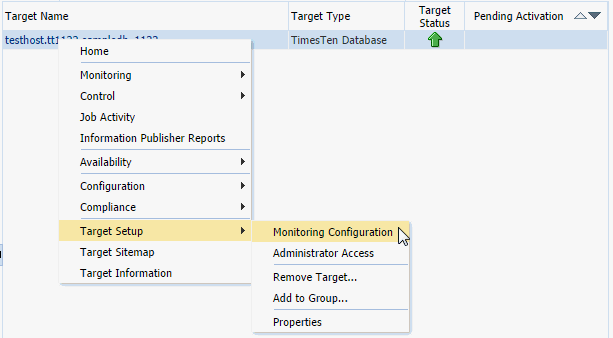 Target Name Target Type Target Status Pending Activation
testhost.tt1122.sampledb_1122 TimesTen Database
Home
Monitoring
Control
Job Activity
Information Publisher Reports
Availability
Configuration
Compliance
Target Setup
Target Sitemap
Target Information
Monitoring Configuration
Administrator Access
Remove Target...
Add to Group...
Properties